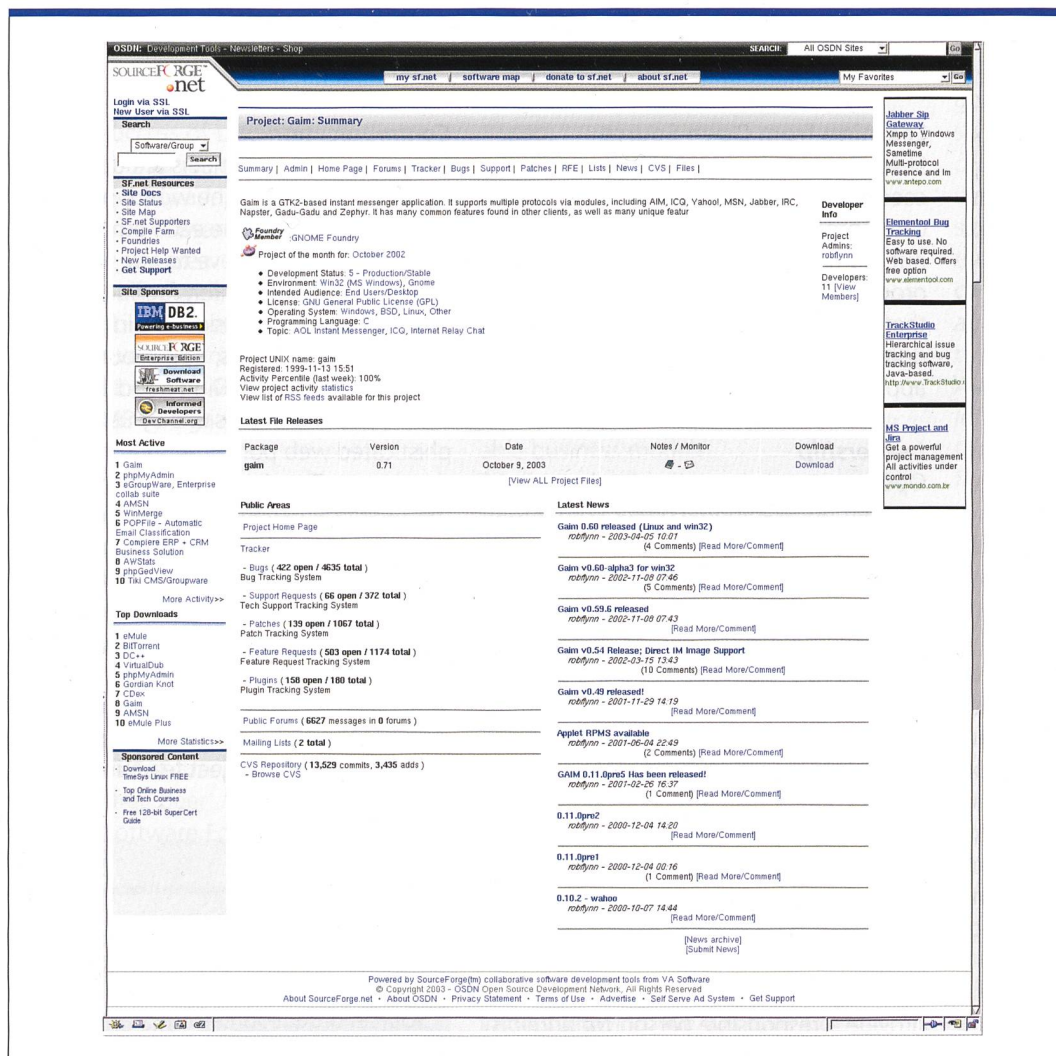 OSDN: Development Tools - Newsletters - Shop
SEARCH: All OSDN Sites Go
SOURCEFORGE™ .net
my sf.net software map donate to sf.net about sf.net
My Favorites Go
Login via SSL
New User via SSL
Search
Software/Group
Search
SF.net Resources
· Site Docs
· Site Status
· Site Map
· SF.net Supporters
· Compile Farm
· Foundries
· Project Help Wanted
· New Releases
· Get Support
Site Sponsors
IBM DB2.
Powering e-business
SOURCEFORGE
Enterprise Edition
Download Software
freshmeat.net
Informed Developers
DevChannel.org
Most Active
1 Gaim
2 phpMyAdmin
3 eGroupWare, Enterprise
collab suite
4 AMSN
5 WinMerge
6 POPFile - Automatic
Email Classification
7 Compiere ERP + CRM
Business Solution
8 AWStats
9 phpGedView
10 Tiki CMS/Groupware
More Activity>>
Top Downloads
1 eMule
2 BitTorrent
3 DC++
4 VirtualDub
5 phpMyAdmin
6 Gordian Knot
7 CDex
8 Gaim
9 AMSN
10 eMule Plus
More Statistics>>
Sponsored Content
· Download
TimeSys Linux FREE
· Top Online Business
and Tech Courses
· Free 128-bit SuperCert
Guide
Project: Gaim: Summary
Summary | Admin | Home Page | Forums | Tracker | Bugs | Support | Patches | RFE | Lists | News | CVS | Files |
Gaim is a GTK2-based instant messenger application. It supports multiple protocols via modules, including AIM, ICQ, Yahoo!, MSN, Jabber, IRC,
Napster, Gadu-Gadu and Zephyr. It has many common features found in other clients, as well as many unique featur
Foundry Member :GNOME Foundry
Project of the month for: October 2002
◆ Development Status: 5 - Production/Stable
◆ Environment: Win32 (MS Windows), Gnome
◆ Intended Audience: End Users/Desktop
◆ License: GNU General Public License (GPL)
◆ Operating System: Windows, BSD, Linux, Other
◆ Programming Language: C
◆ Topic: AOL Instant Messenger, ICQ, Internet Relay Chat
Project UNIX name: gaim
Registered: 1999-11-13 15:51
Activity Percentile (last week): 100%
View project activity statistics
View list of RSS feeds available for this project
Developer
Info
Project
Admins:
robflynn
Developers:
11 [View
Members]
Latest File Releases
Package Version Date Notes / Monitor Download
gaim 0.71 October 9, 2003 - Download
[View ALL Project Files]
Public Areas
Project Home Page
Tracker
- Bugs ( 422 open / 4635 total )
Bug Tracking System
- Support Requests ( 66 open / 372 total )
Tech Support Tracking System
- Patches ( 139 open / 1067 total )
Patch Tracking System
- Feature Requests ( 503 open / 1174 total )
Feature Request Tracking System
- Plugins ( 158 open / 180 total )
Plugin Tracking System
Public Forums ( 6627 messages in 0 forums )
Mailing Lists ( 2 total )
CVS Repository ( 13,529 commits, 3,435 adds )
- Browse CVS
Latest News
Gaim 0.60 released (Linux and win32)
robflynn - 2003-04-05 10:01
(4 Comments) [Read More/Comment]
Gaim v0.60-alpha3 for win32
robflynn - 2002-11-08 07:46
(5 Comments) [Read More/Comment]
Gaim v0.59.6 released
robflynn - 2002-11-08 07:43
[Read More/Comment]
Gaim v0.54 Release; Direct IM Image Support
robflynn - 2002-03-15 13:43
(10 Comments) [Read More/Comment]
Gaim v0.49 released!
robflynn - 2001-11-29 14:19
[Read More/Comment]
Applet RPMS available
robflynn - 2001-06-04 22:49
(2 Comments) [Read More/Comment]
GAIM 0.11.0pre5 Has been released!
robflynn - 2001-02-26 16:37
(1 Comment) [Read More/Comment]
0.11.0pre2
robflynn - 2000-12-04 14:20
[Read More/Comment]
0.11.0pre1
robflynn - 2000-12-04 00:16
(1 Comment) [Read More/Comment]
0.10.2 - wahoo
robflynn - 2000-10-07 14:44
[Read More/Comment]
[News archive]
[Submit News]
Jabber Sip
Gateway
Xmpp to Windows
Messenger,
Sametime
Multi-protocol
Presence and Im
www.antepo.com
Elementool Bug
Tracking
Easy to use. No
software required.
Web based. Offers
free option
www.elementool.com
TrackStudio
Enterprise
Hierarchical issue
tracking and bug
tracking software,
Java-based.
http://www.TrackStudio.
MS Project and
Jira
Get a powerful
project management
All activities under
control
www.mondo.com.br
Powered by SourceForge(tm) collaborative software development tools from VA Software
© Copyright 2003 - OSDN Open Source Development Network, All Rights Reserved
About SourceForge.net · About OSDN · Privacy Statement · Terms of Use · Advertise · Self Serve Ad System · Get Support